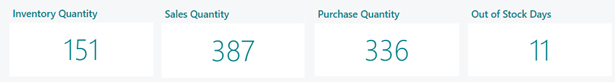 Inventory Quantity
151
Sales Quantity
387
Purchase Quantity
336
Out of Stock Days
11